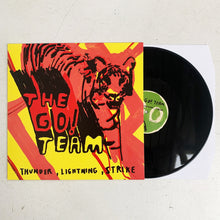 THE
GO!
TEAM
THUNDER, LIGHTNING, STRIKE